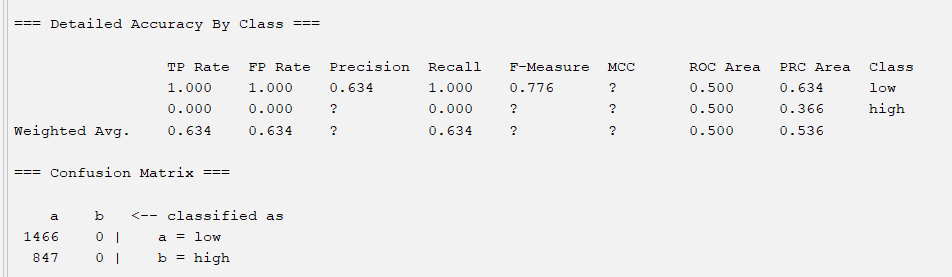 === Detailed Accuracy By Class ===
TP Rate  FP Rate  Precision  Recall   F-Measure  MCC      ROC Area  PRC Area  Class
1.000    1.000    0.634      1.000    0.776      ?        0.500     0.634     low
0.000    0.000    ?          0.000    ?          ?        0.500     0.366     high
Weighted Avg.    0.634    0.634    ?          0.634    ?          ?        0.500     0.536
=== Confusion Matrix ===
a    b   <-- classified as
1466    0 |    a = low
847    0 |    b = high